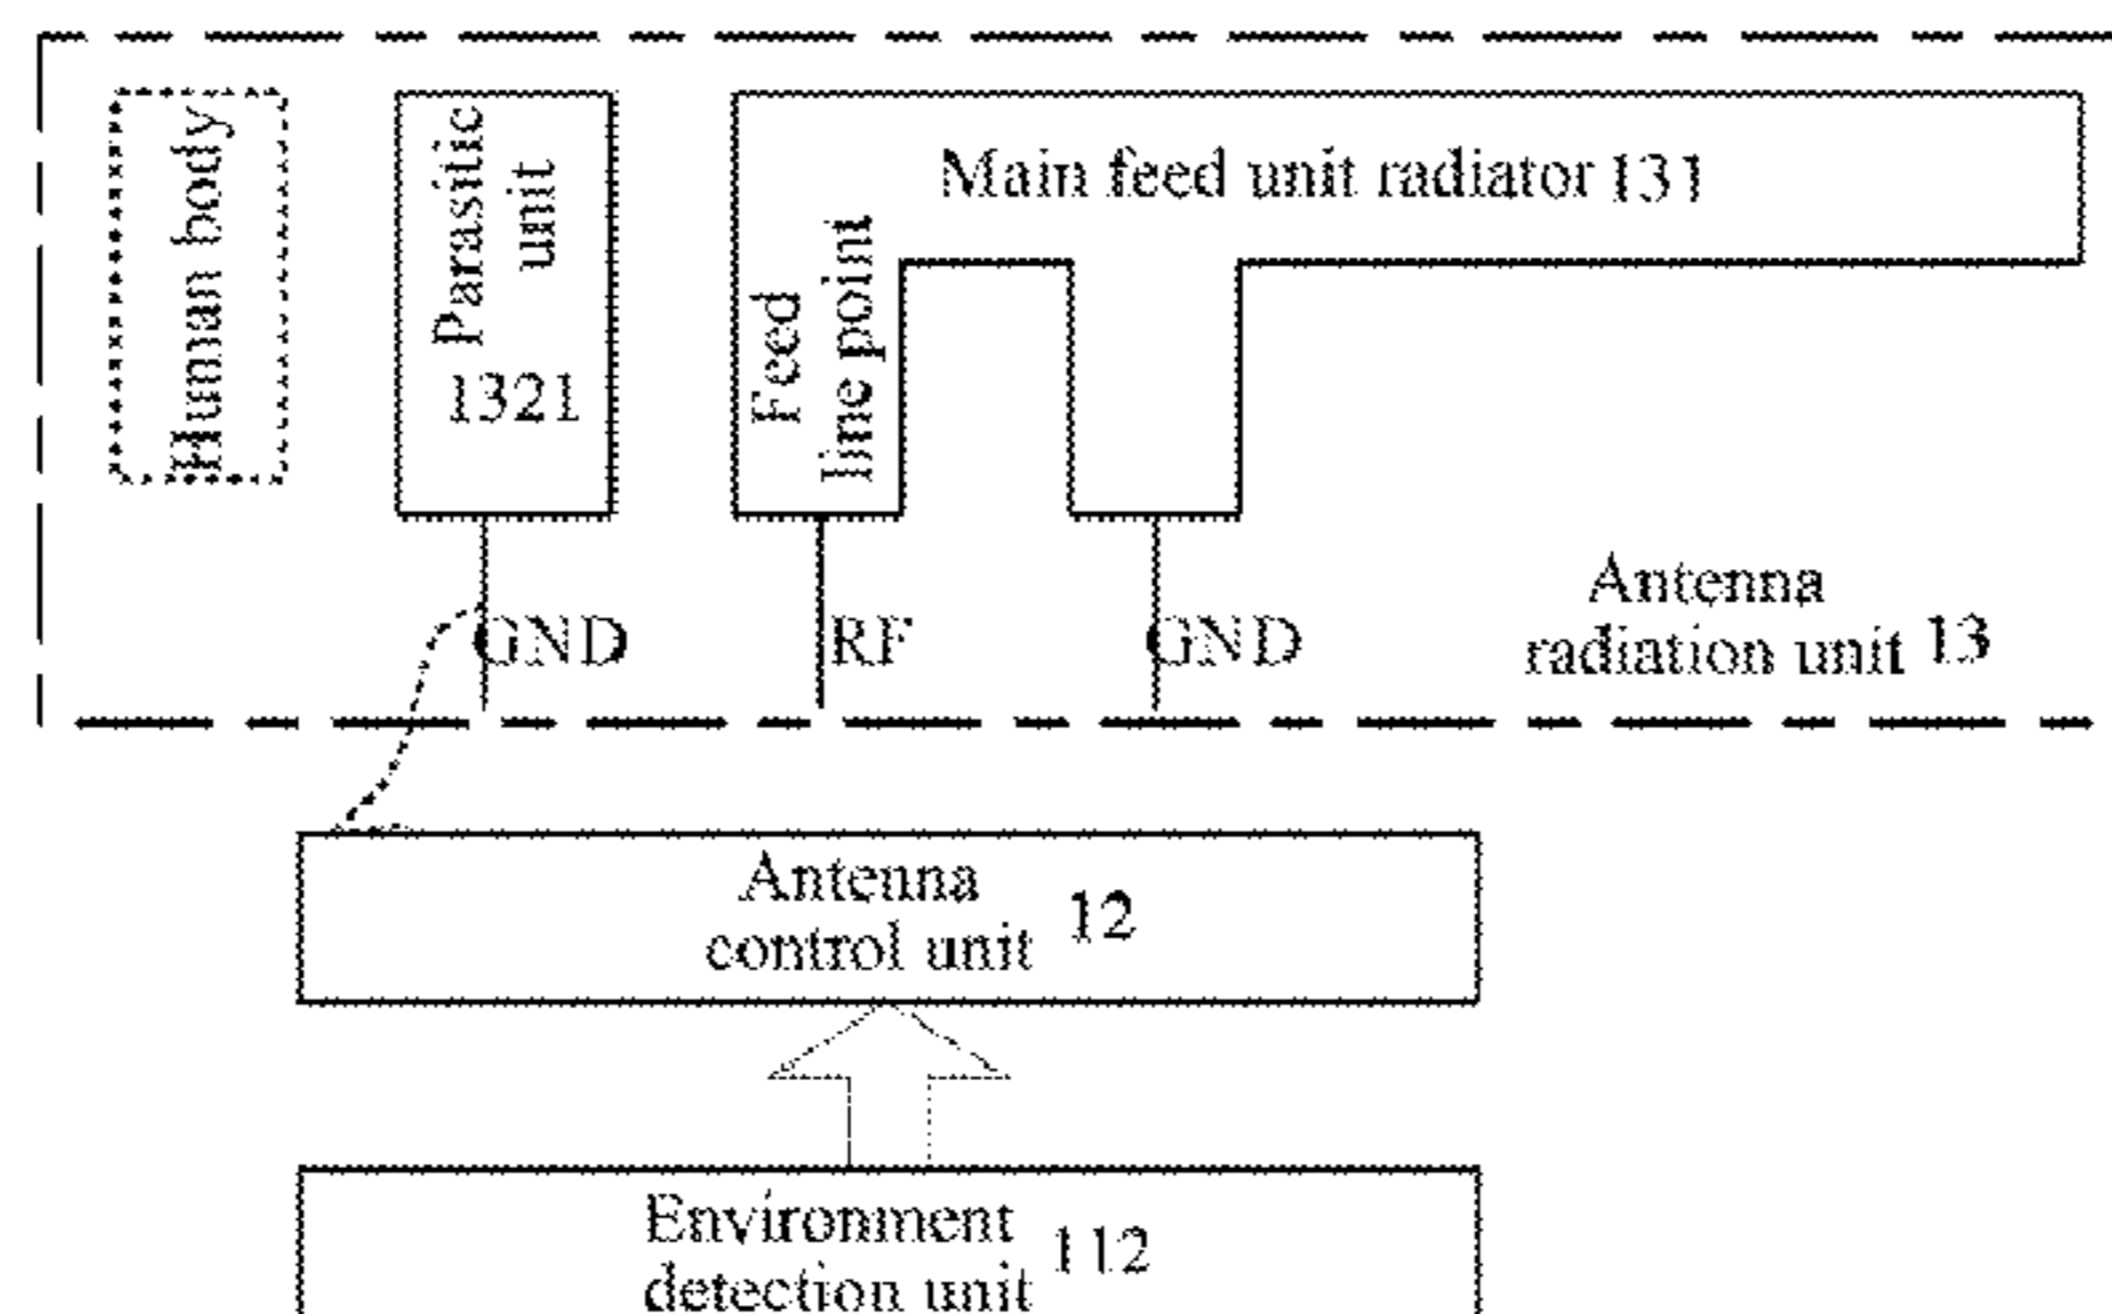 Human body
Parasitic
unit
1321
Main feed unit radiator 131
Feed
line point
GND
RF
GND
Antenna
radiation unit 13
Antenna
control unit 12
Environment
detection unit 112